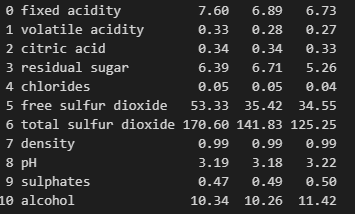 0 fixed acidity 7.60 6.89 6.73
1 volatile acidity 0.33 0.28 0.27
2 citric acid 0.34 0.34 0.33
3 residual sugar 6.39 6.71 5.26
4 chlorides 0.05 0.05 0.04
5 free sulfur dioxide 53.33 35.42 34.55
6 total sulfur dioxide 170.60 141.83 125.25
7 density 0.99 0.99 0.99
8 pH 3.19 3.18 3.22
9 sulphates 0.47 0.49 0.50
10 alcohol 10.34 10.26 11.42